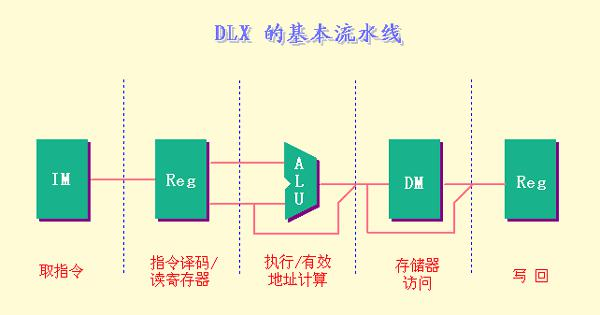 DLX 的基本流水线
IM
Reg
ALU
DM
Reg
取指令
指令译码/
读寄存器
执行/有效
地址计算
存储器
访问
写 回